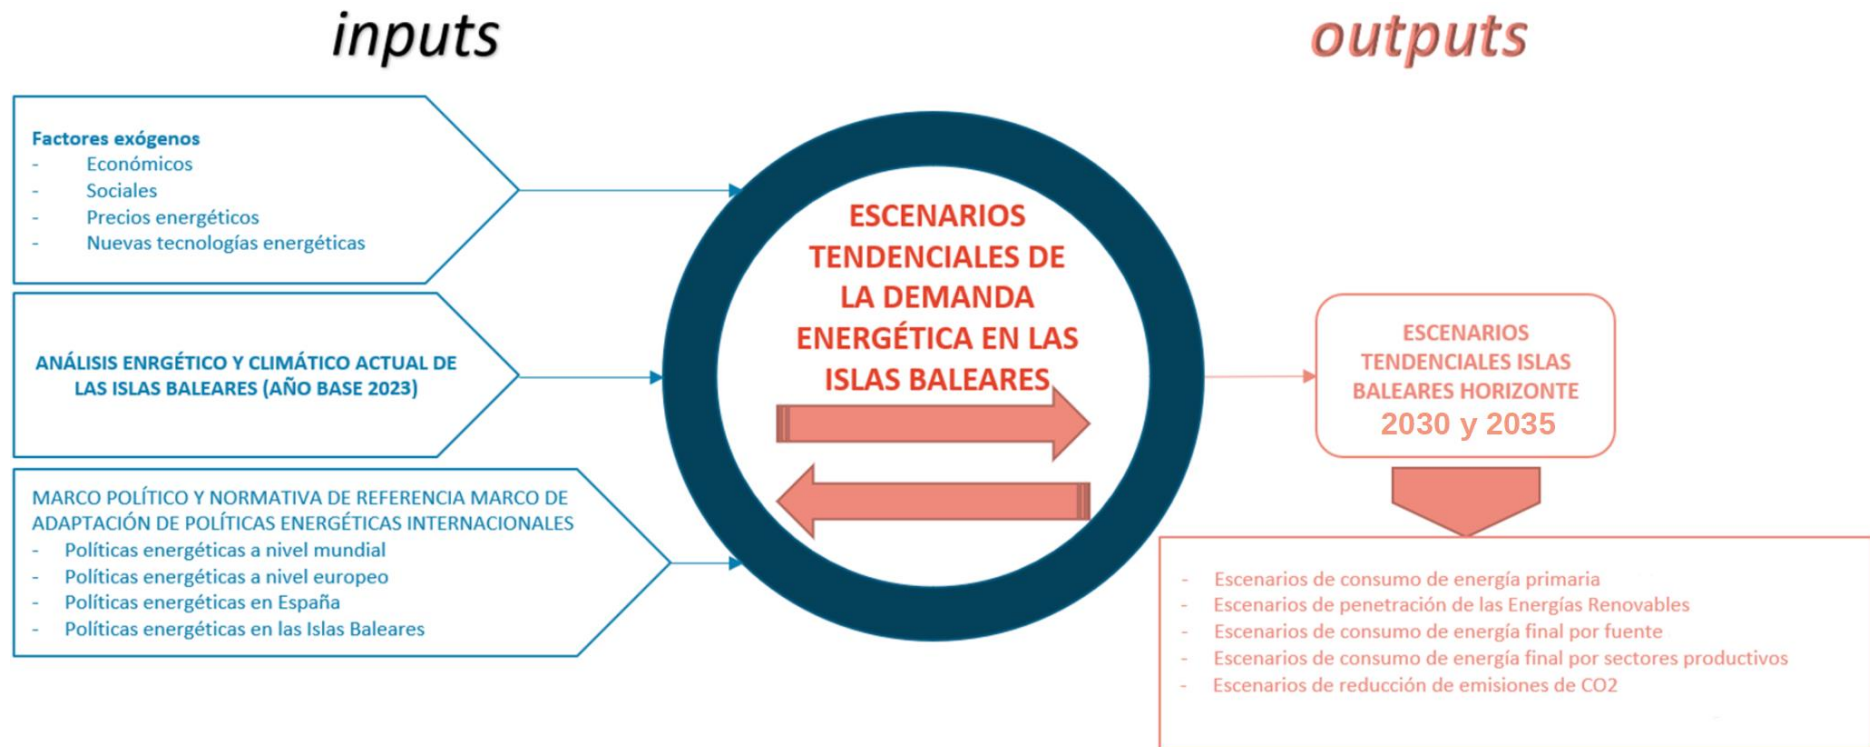 inputs
outputs
Factores exógenos
- Económicos
- Sociales
- Precios energéticos
- Nuevas tecnologías energéticas
ANÁLISIS ENRGÉTICO Y CLIMÁTICO ACTUAL DE
LAS ISLAS BALEARES (AÑO BASE 2023)
MARCO POLÍTICO Y NORMATIVA DE REFERENCIA MARCO DE
ADAPTACIÓN DE POLÍTICAS ENERGÉTICAS INTERNACIONALES
- Políticas energéticas a nivel mundial
- Políticas energéticas a nivel europeo
- Políticas energéticas en España
- Políticas energéticas en las Islas Baleares
ESCENARIOS
TENDENCIALES DE
LA DEMANDA
ENERGÉTICA EN LAS
ISLAS BALEARES
ESCENARIOS
TENDENCIALES ISLAS
BALEARES HORIZONTE
2030 y 2035
- Escenarios de consumo de energía primaria
- Escenarios de penetración de las Energías Renovables
- Escenarios de consumo de energía final por fuente
- Escenarios de consumo de energía final por sectores productivos
- Escenarios de reducción de emisiones de CO2